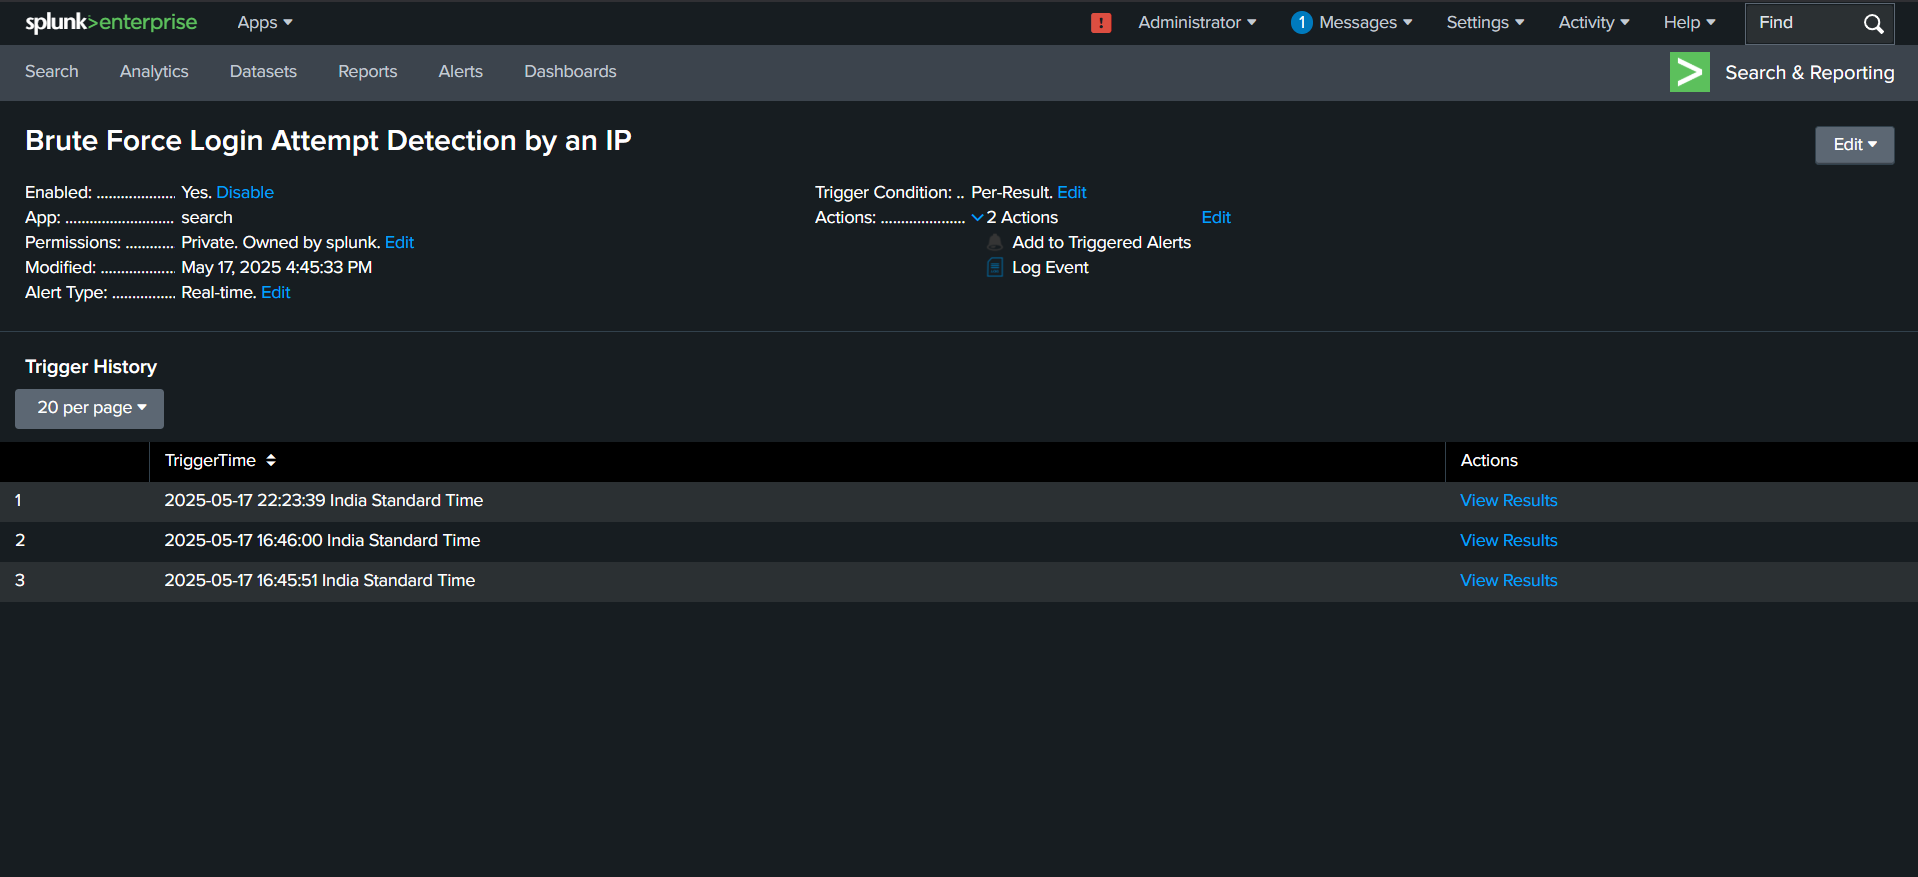 splunk>enterprise Apps ! Administrator 1 Messages Settings Activity Help Find
Search Analytics Datasets Reports Alerts Dashboards > Search & Reporting
Brute Force Login Attempt Detection by an IP Edit
Enabled: ................... Yes. Disable Trigger Condition: .. Per-Result. Edit
App: .......................... search Actions: .................... 2 Actions Edit
Permissions: ............ Private. Owned by splunk. Edit Add to Triggered Alerts
Modified: .................. May 17, 2025 4:45:33 PM Log Event
Alert Type: ............... Real-time. Edit
Trigger History
20 per page
TriggerTime Actions
1 2025-05-17 22:23:39 India Standard Time View Results
2 2025-05-17 16:46:00 India Standard Time View Results
3 2025-05-17 16:45:51 India Standard Time View Results